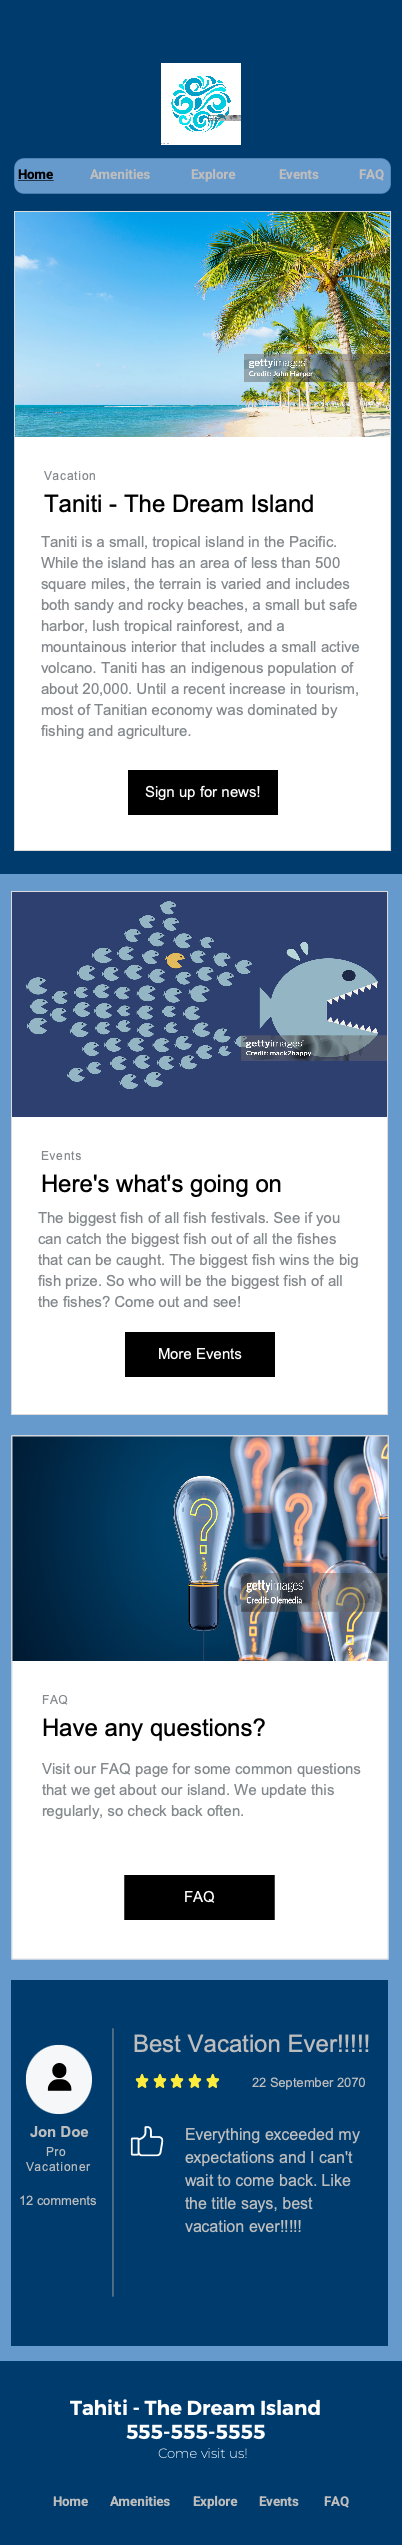 Home Amenities Explore Events FAQ
gettyimages
Credit: John Harper
Vacation
Taniti - The Dream Island
Taniti is a small, tropical island in the Pacific.
While the island has an area of less than 500
square miles, the terrain is varied and includes
both sandy and rocky beaches, a small but safe
harbor, lush tropical rainforest, and a
mountainous interior that includes a small active
volcano. Taniti has an indigenous population of
about 20,000. Until a recent increase in tourism,
most of Tanitian economy was dominated by
fishing and agriculture.
Sign up for news!
gettyimages
Credit: mack2happy
Events
Here's what's going on
The biggest fish of all fish festivals. See if you
can catch the biggest fish out of all the fishes
that can be caught. The biggest fish wins the big
fish prize. So who will be the biggest fish of all
the fishes? Come out and see!
More Events
gettyimages
Credit: Olemedia
FAQ
Have any questions?
Visit our FAQ page for some common questions
that we get about our island. We update this
regularly, so check back often.
FAQ
Best Vacation Ever!!!!!
22 September 2070
Jon Doe
Pro
Vacationer
12 comments
Everything exceeded my
expectations and I can't
wait to come back. Like
the title says, best
vacation ever!!!!!
Tahiti - The Dream Island
555-555-5555
Come visit us!
Home Amenities Explore Events FAQ